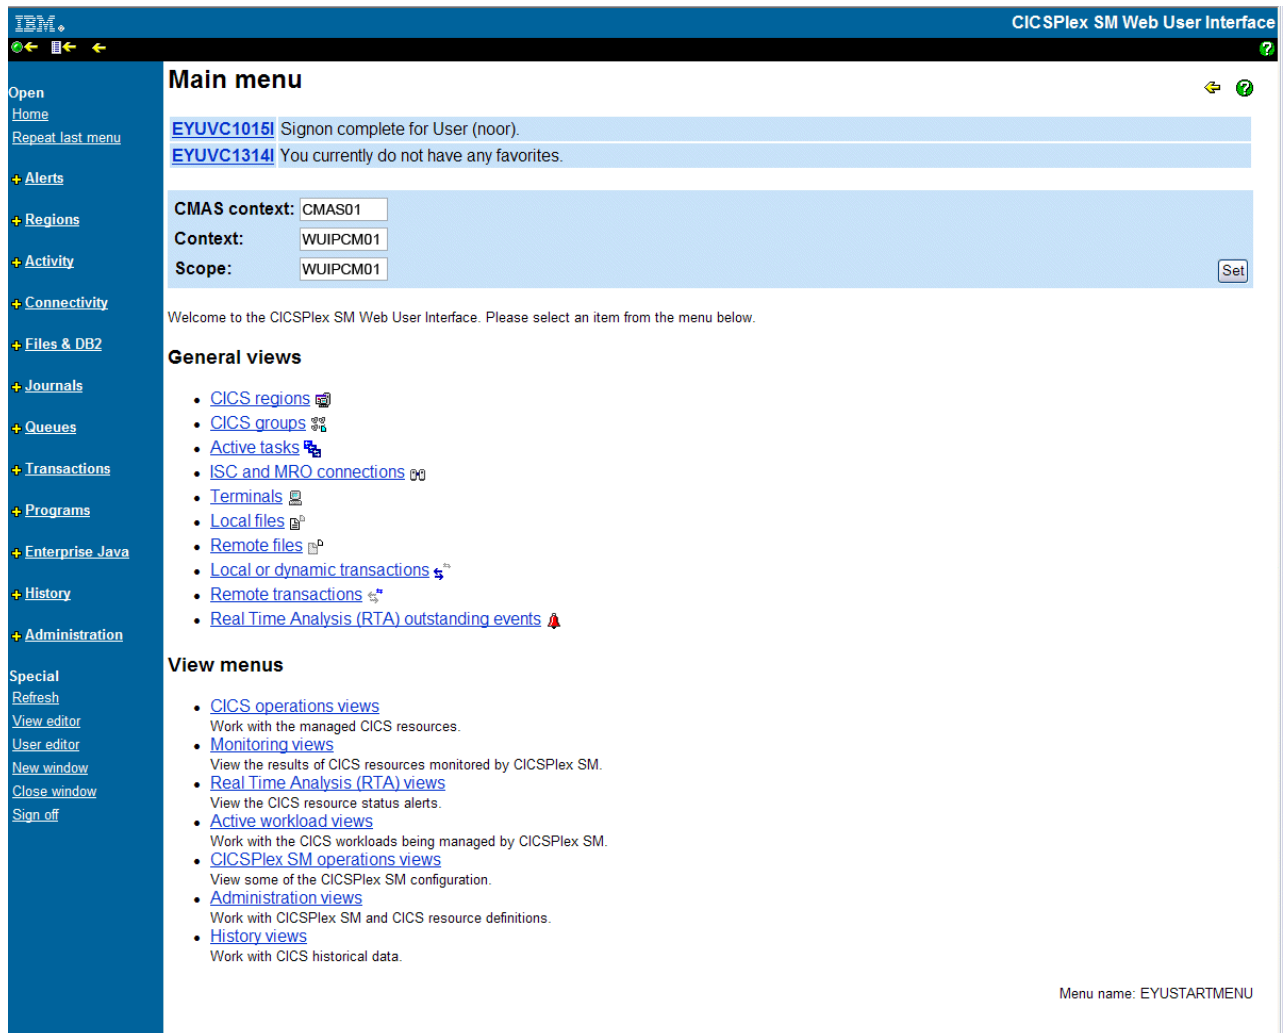 IBM.
CICSPlex SM Web User Interface
Main menu
Open
Home
Repeat last menu
Alerts
Regions
Activity
Connectivity
Files & DB2
Journals
Queues
Transactions
Programs
Enterprise Java
History
Administration
Special
Refresh
View editor
User editor
New window
Close window
Sign off
EYUVC1015I Signon complete for User (noor).
EYUVC1314I You currently do not have any favorites.
CMAS context: CMAS01
Context: WUIPCM01
Scope: WUIPCM01
Set
Welcome to the CICSPlex SM Web User Interface. Please select an item from the menu below.
General views
CICS regions
CICS groups
Active tasks
ISC and MRO connections
Terminals
Local files
Remote files
Local or dynamic transactions
Remote transactions
Real Time Analysis (RTA) outstanding events
View menus
CICS operations views
Work with the managed CICS resources.
Monitoring views
View the results of CICS resources monitored by CICSPlex SM.
Real Time Analysis (RTA) views
View the CICS resource status alerts.
Active workload views
Work with the CICS workloads being managed by CICSPlex SM.
CICSPlex SM operations views
View some of the CICSPlex SM configuration.
Administration views
Work with CICSPlex SM and CICS resource definitions.
History views
Work with CICS historical data.
Menu name: EYUSTARTMENU